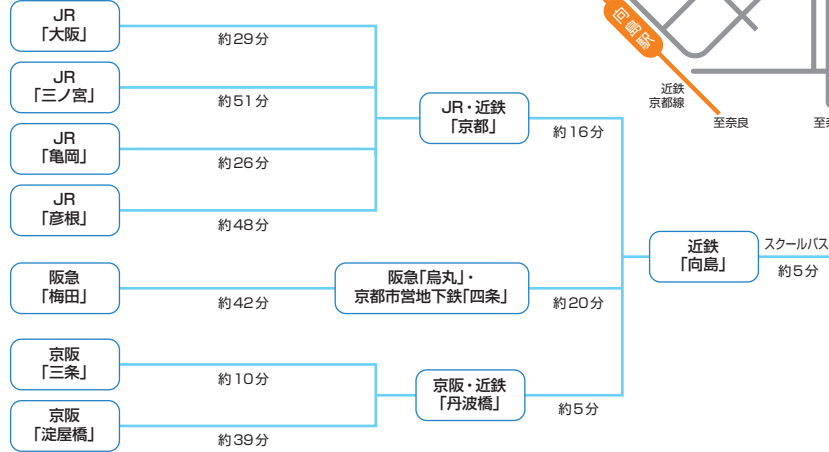 JR
「大阪」
約29分
JR
「三ノ宮」
約51分
JR
「亀岡」
約26分
JR
「彦根」
約48分
JR・近鉄
「京都」
約16分
阪急
「梅田」
約42分
阪急「烏丸」・
京都市営地下鉄「四条」
約20分
京阪
「三条」
約10分
京阪
「淀屋橋」
約39分
京阪・近鉄
「丹波橋」
約5分
近鉄
「向島」
スクールバス
約5分
向島駅
近鉄
京都線
至奈良